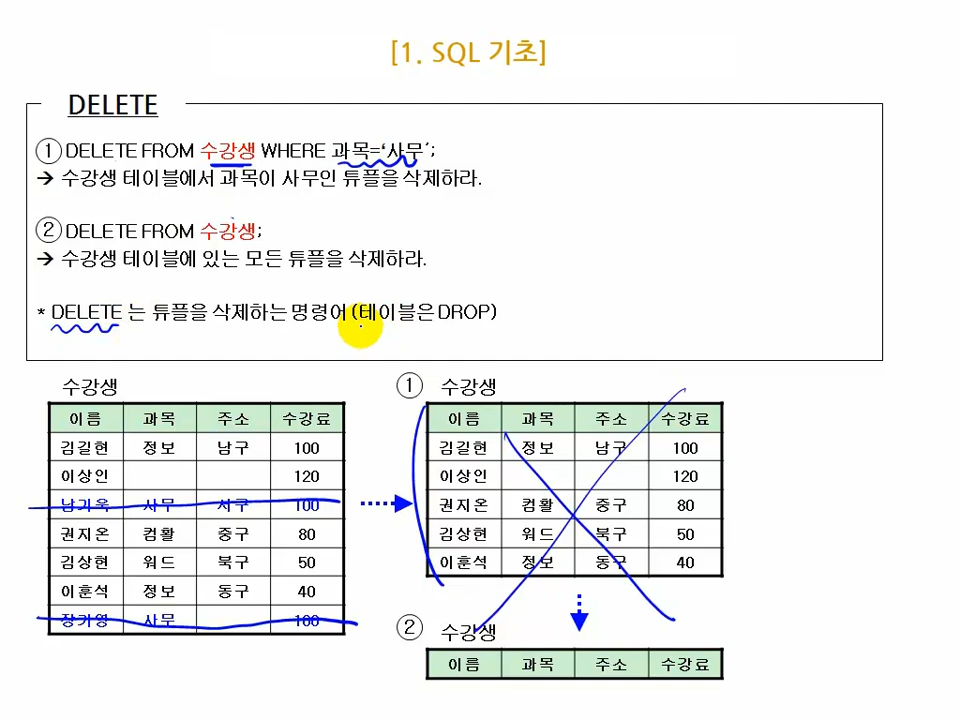 [1. SQL 기초]
DELETE
① DELETE FROM 수강생 WHERE 과목='사무';
→ 수강생 테이블에서 과목이 사무인 튜플을 삭제하라.
② DELETE FROM 수강생;
→ 수강생 테이블에 있는 모든 튜플을 삭제하라.
* DELETE 는 튜플을 삭제하는 명령어 (테이블은 DROP)
수강생
이름 과목 주소 수강료
김길현 정보 남구 100
이상인 120
남기욱 사무 서구 100
권지온 컴활 중구 80
김상현 워드 북구 50
이훈석 정보 동구 40
장기영 사무 100
① 수강생
이름 과목 주소 수강료
김길현 정보 남구 100
이상인 120
권지온 컴활 중구 80
김상현 워드 북구 50
이훈석 정보 동구 40
② 수강생
이름 과목 주소 수강료